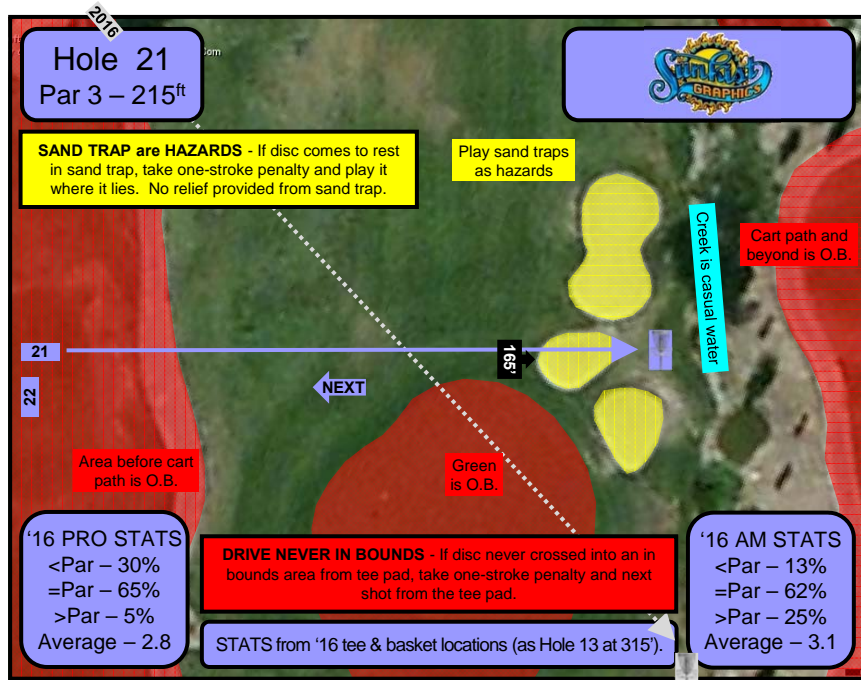 2016
Hole 21
Par 3 – 215ft
Com
Sunkist
GRAPHICS
SAND TRAP are HAZARDS - If disc comes to rest
in sand trap, take one-stroke penalty and play it
where it lies. No relief provided from sand trap.
Play sand traps
as hazards
Creek is casual water
Cart path and
beyond is O.B.
21
165'
22
NEXT
Area before cart
path is O.B.
Green
is O.B.
'16 PRO STATS
<Par – 30%
=Par – 65%
>Par – 5%
Average – 2.8
DRIVE NEVER IN BOUNDS - If disc never crossed into an in
bounds area from tee pad, take one-stroke penalty and next
shot from the tee pad.
STATS from '16 tee & basket locations (as Hole 13 at 315').
'16 AM STATS
<Par – 13%
=Par – 62%
>Par – 25%
Average – 3.1